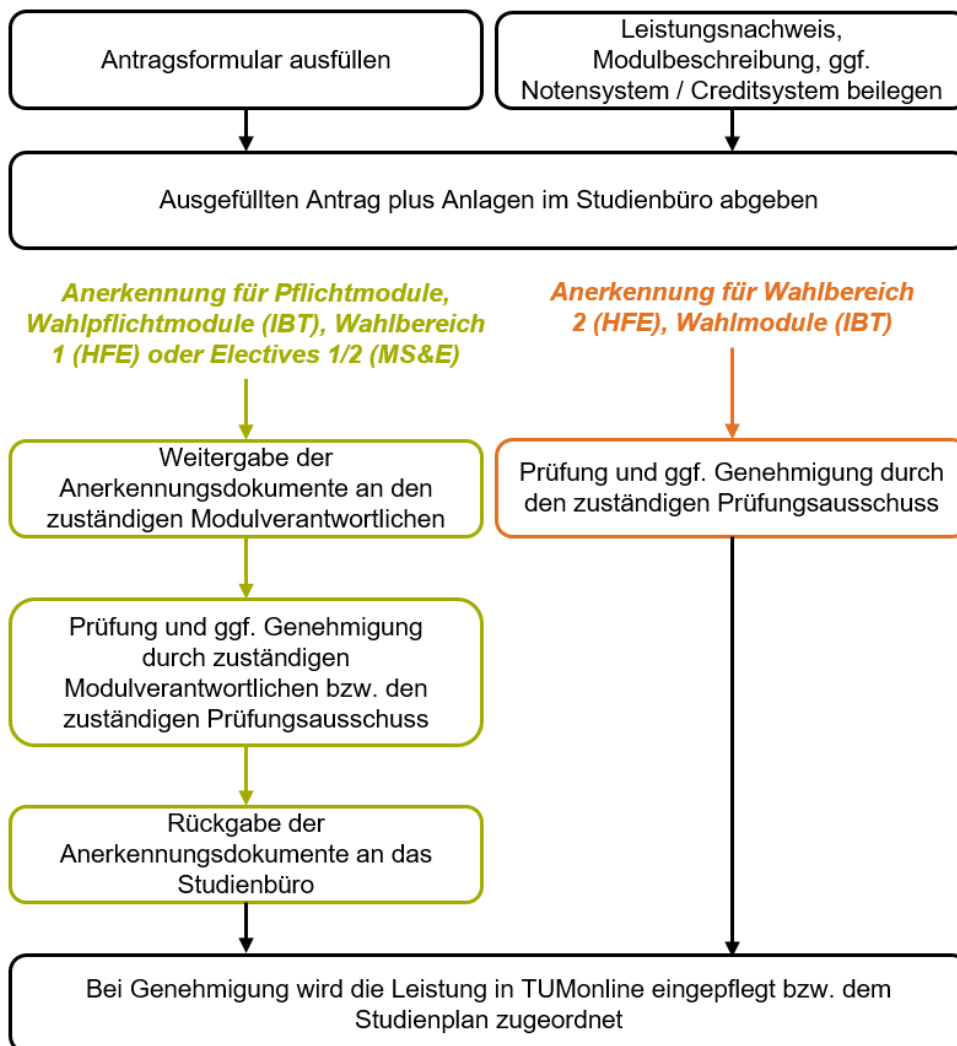 Antragsformular ausfüllen
Leistungsnachweis,
Modulbeschreibung, ggf.
Notensystem / Creditsystem beilegen
Ausgefüllten Antrag plus Anlagen im Studienbüro abgeben
Anerkennung für Pflichtmodule,
Wahlpflichtmodule (IBT), Wahlbereich
1 (HFE) oder Electives 1/2 (MS&E)
Anerkennung für Wahlbereich
2 (HFE), Wahlmodule (IBT)
Weitergabe der
Anerkennungsdokumente an den
zuständigen Modulverantwortlichen
Prüfung und ggf. Genehmigung durch
den zuständigen Prüfungsausschuss
Prüfung und ggf. Genehmigung
durch zuständigen
Modulverantwortlichen bzw. den
zuständigen Prüfungsausschuss
Rückgabe der
Anerkennungsdokumente an das
Studienbüro
Bei Genehmigung wird die Leistung in TUMonline eingepflegt bzw. dem
Studienplan zugeordnet